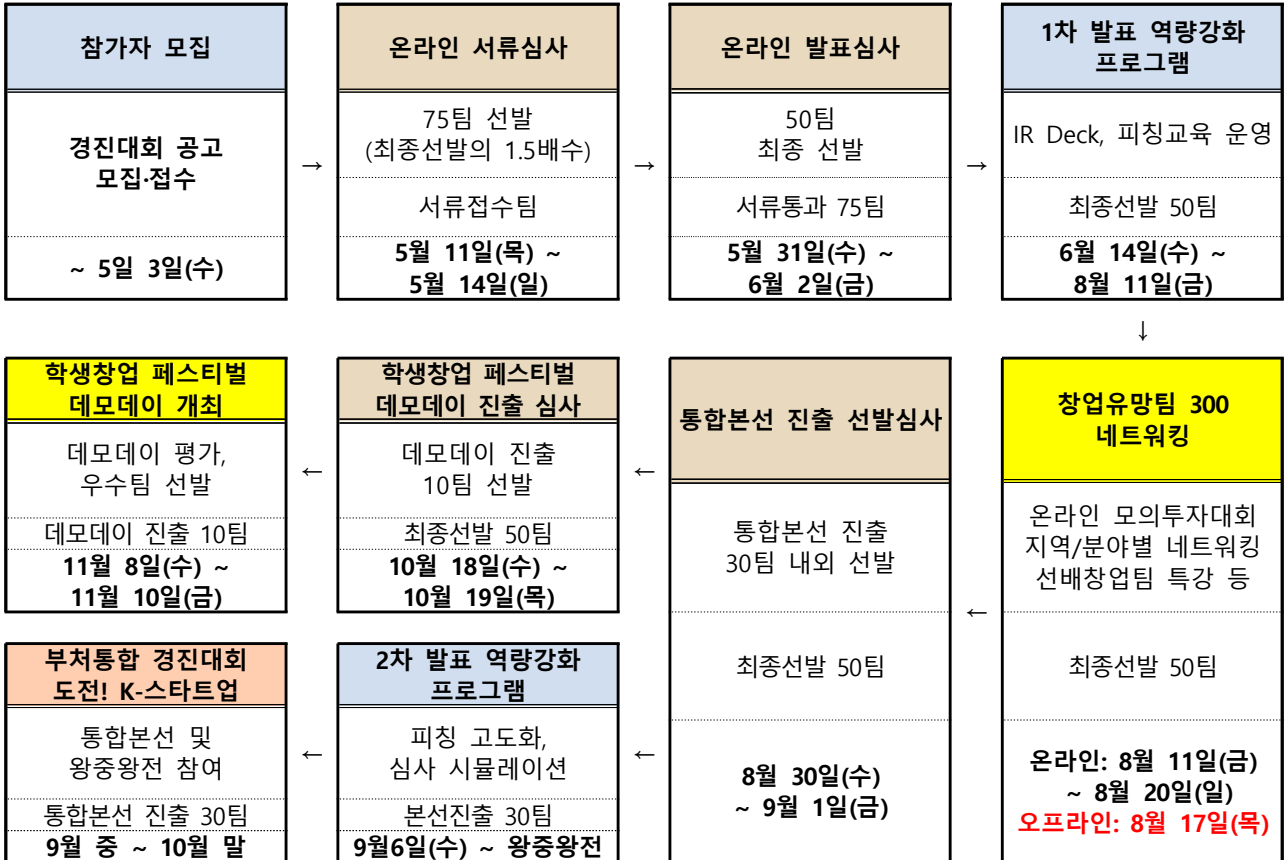 참가자 모집
경진대회 공고
모집·접수
~ 5일 3일(수)
→
온라인 서류심사
75팀 선발
(최종선발의 1.5배수)
서류접수팀
5월 11일(목) ~
5월 14일(일)
→
온라인 발표심사
50팀
최종 선발
서류통과 75팀
5월 31일(수) ~
6월 2일(금)
→
1차 발표 역량강화
프로그램
IR Deck, 피칭교육 운영
최종선발 50팀
6월 14일(수) ~
8월 11일(금)
↓
창업유망팀 300
네트워킹
온라인 모의투자대회
지역/분야별 네트워킹
선배창업팀 특강 등
최종선발 50팀
온라인: 8월 11일(금)
~ 8월 20일(일)
오프라인: 8월 17일(목)
←
통합본선 진출 선발심사
통합본선 진출
30팀 내외 선발
최종선발 50팀
8월 30일(수)
~ 9월 1일(금)
←
학생창업 페스티벌
데모데이 진출 심사
데모데이 진출
10팀 선발
최종선발 50팀
10월 18일(수) ~
10월 19일(목)
←
학생창업 페스티벌
데모데이 개최
데모데이 평가,
우수팀 선발
데모데이 진출 10팀
11월 8일(수) ~
11월 10일(금)
←
2차 발표 역량강화
프로그램
피칭 고도화,
심사 시뮬레이션
본선진출 30팀
9월6일(수) ~ 왕중왕전
←
부처통합 경진대회
도전! K-스타트업
통합본선 및
왕중왕전 참여
통합본선 진출 30팀
9월 중 ~ 10월 말